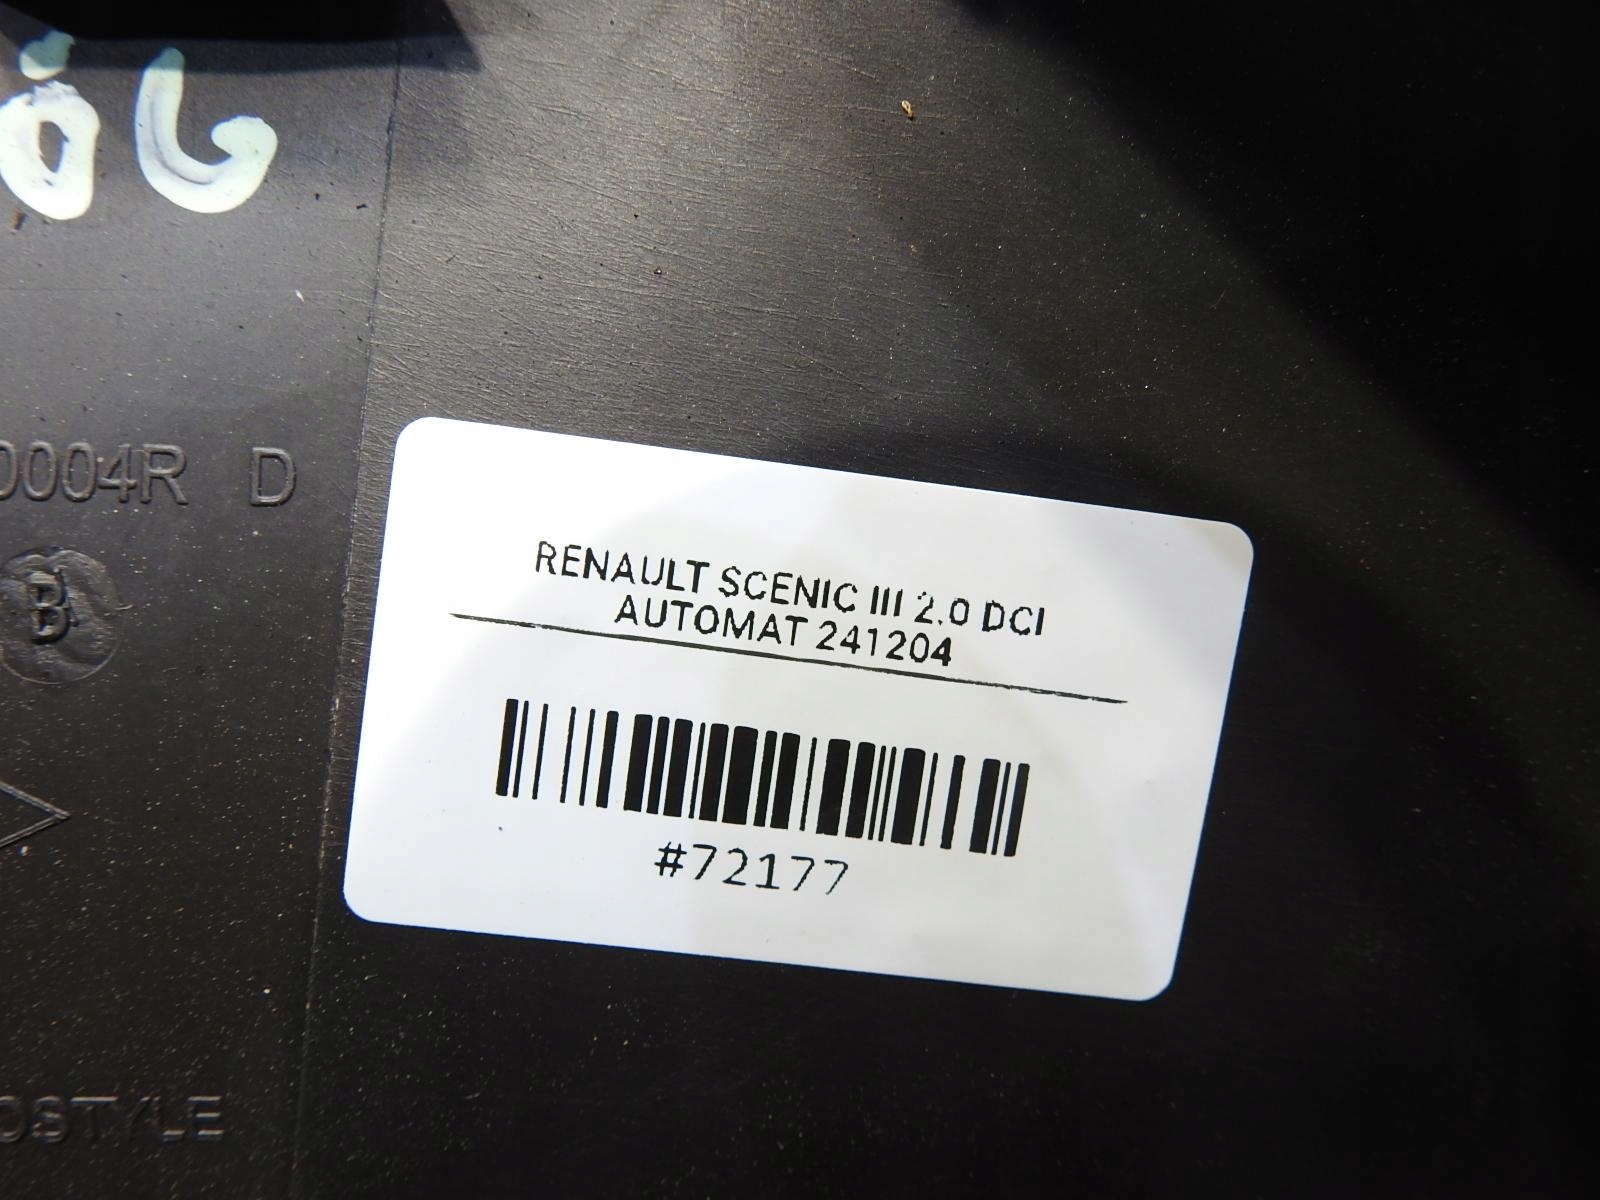 0004R D
B
RENAULT SCENIC III 2.0 DCI
AUTOMAT 241204
#72177
OSTYLE